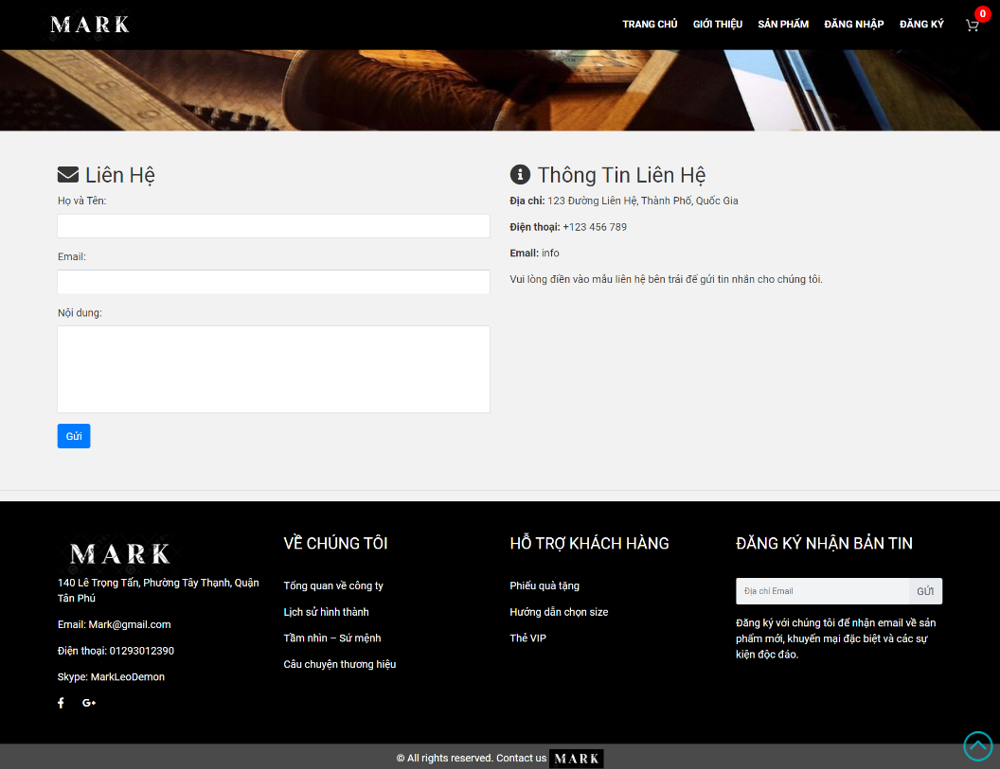 MARK
TRANG CHỦ
GIỚI THIỆU
SẢN PHẨM
ĐĂNG NHẬP
ĐĂNG KÝ
0
Liên Hệ
Họ và Tên:
Email:
Nội dung:
Gửi
Thông Tin Liên Hệ
Địa chỉ: 123 Đường Liên Hệ, Thành Phố, Quốc Gia
Điện thoại: +123 456 789
Email: info
Vui lòng điền vào mẫu liên hệ bên trái để gửi tin nhắn cho chúng tôi.
MARK
140 Lê Trọng Tấn, Phường Tây Thạnh, Quận
Tân Phú
Email: Mark@gmail.com
Điện thoại: 01293012390
Skype: MarkLeoDemon
G+
VỀ CHÚNG TÔI
Tổng quan về công ty
Lịch sử hình thành
Tầm nhìn – Sứ mệnh
Câu chuyện thương hiệu
HỖ TRỢ KHÁCH HÀNG
Phiếu quà tặng
Hướng dẫn chọn size
Thẻ VIP
ĐĂNG KÝ NHẬN BẢN TIN
Địa chỉ Email
GỬI
Đăng ký với chúng tôi để nhận email về sản
phẩm mới, khuyến mại đặc biệt và các sự
kiện độc đáo.
© All rights reserved. Contact us MARK